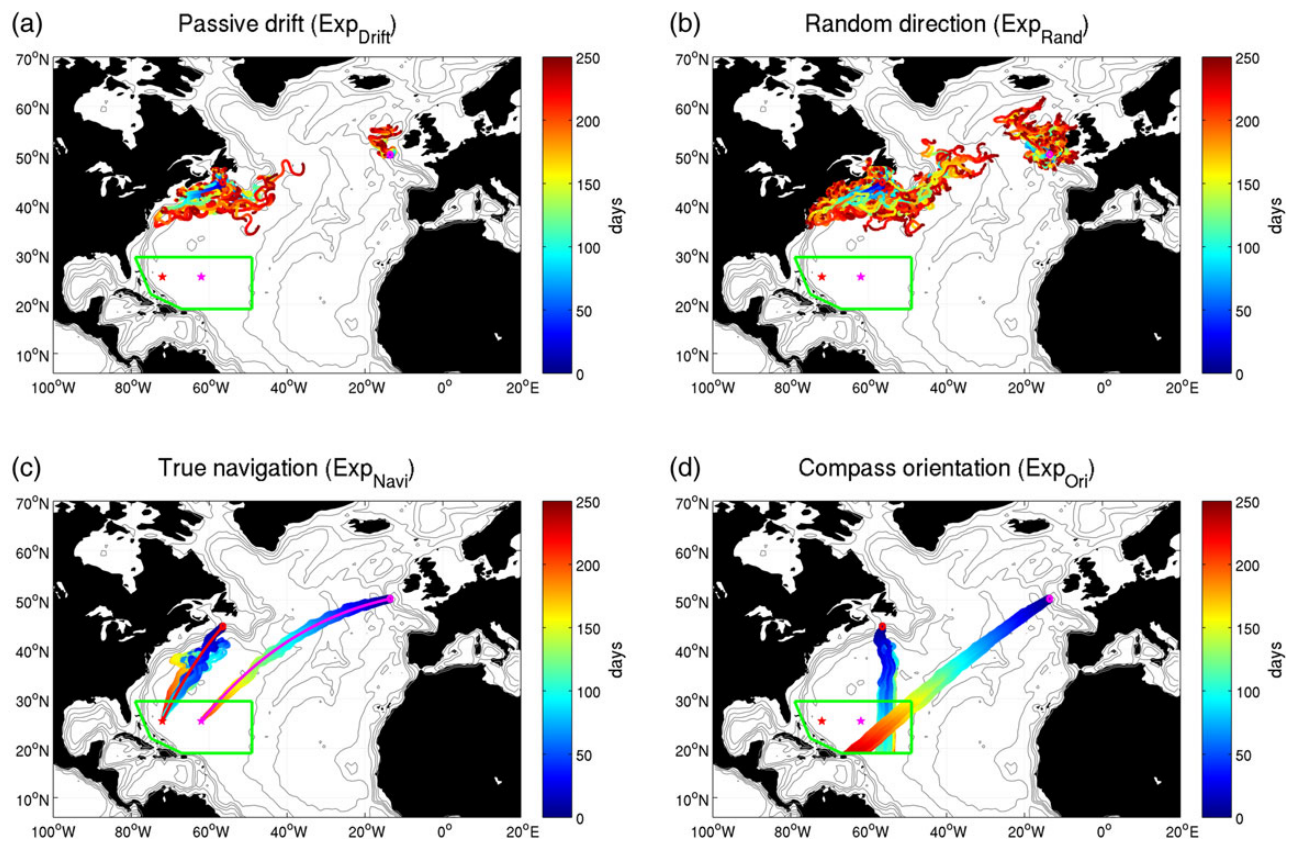 (a) Passive drift (Exp_Drift)
70°N
60°N
50°N
40°N
30°N
20°N
10°N
100°W 80°W 60°W 40°W 20°W 0° 20°E
250
200
150
100
50
0
days
(b) Random direction (Exp_Rand)
70°N
60°N
50°N
40°N
30°N
20°N
10°N
100°W 80°W 60°W 40°W 20°W 0° 20°E
250
200
150
100
50
0
days
(c) True navigation (Exp_Navi)
70°N
60°N
50°N
40°N
30°N
20°N
10°N
100°W 80°W 60°W 40°W 20°W 0° 20°E
250
200
150
100
50
0
days
(d) Compass orientation (Exp_Ori)
70°N
60°N
50°N
40°N
30°N
20°N
10°N
100°W 80°W 60°W 40°W 20°W 0° 20°E
250
200
150
100
50
0
days